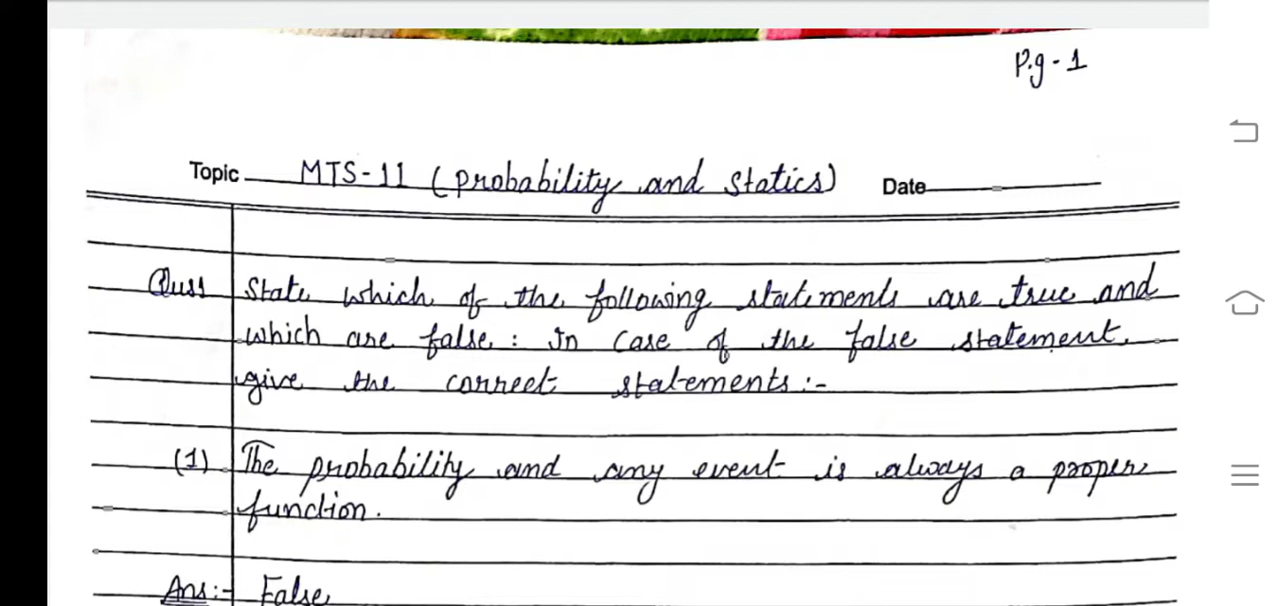 P.g - 1
Topic MTS-11 (probability and statics) Date
Ques State which of the following statements are true and
which are false : In case of the false statement.
give the correct statements :-
(1) The probability and any event is always a proper
function.
Ans :- False